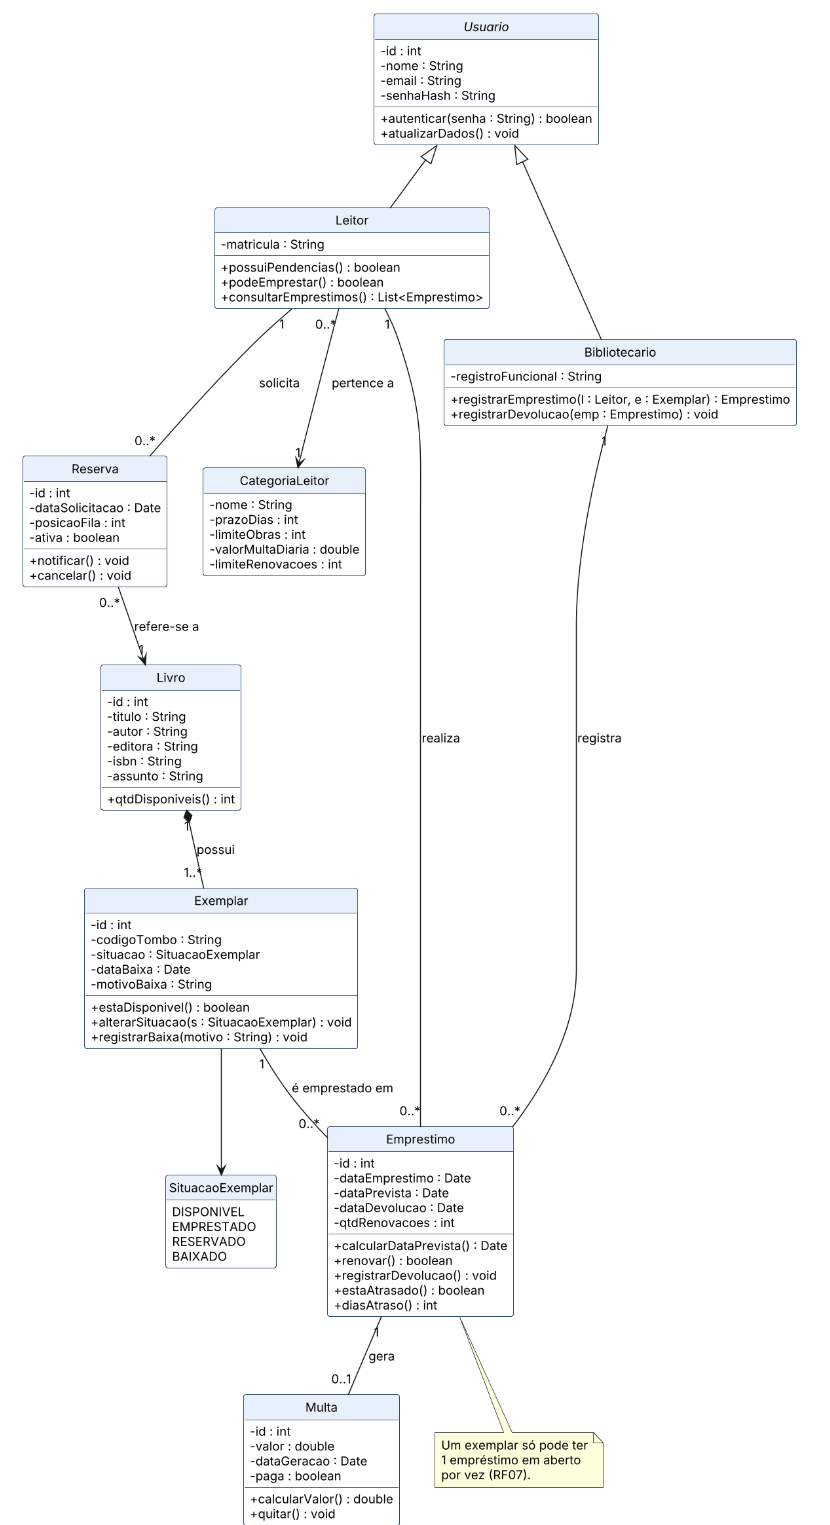 Usuario
-id : int
-nome : String
-email : String
-senhaHash : String
+autenticar(senha : String) : boolean
+atualizarDados() : void
Leitor
-matricula : String
+possuiPendencias() : boolean
+podeEmprestar() : boolean
+consultarEmprestimos() : List<Emprestimo>
1
0..*
1
Bibliotecario
-registroFuncional : String
+registrarEmprestimo(l : Leitor, e : Exemplar) : Emprestimo
+registrarDevolucao(emp : Emprestimo) : void
1
solicita
pertence a
0..*
1
Reserva
-id : int
-dataSolicitacao : Date
-posicaoFila : int
-ativa : boolean
+notificar() : void
+cancelar() : void
CategoriaLeitor
-nome : String
-prazoDias : int
-limiteObras : int
-valorMultaDiaria : double
-limiteRenovacoes : int
0..*
refere-se a
1
Livro
-id : int
-titulo : String
-autor : String
-editora : String
-isbn : String
-assunto : String
+qtdDisponiveis() : int
realiza
registra
1
possui
1..*
Exemplar
-id : int
-codigoTombo : String
-situacao : SituacaoExemplar
-dataBaixa : Date
-motivoBaixa : String
+estaDisponivel() : boolean
+alterarSituacao(s : SituacaoExemplar) : void
+registrarBaixa(motivo : String) : void
1
é emprestado em
0..*
0..*
0..*
SituacaoExemplar
DISPONIVEL
EMPRESTADO
RESERVADO
BAIXADO
Emprestimo
-id : int
-dataEmprestimo : Date
-dataPrevista : Date
-dataDevolucao : Date
-qtdRenovacoes : int
+calcularDataPrevista() : Date
+renovar() : boolean
+registrarDevolucao() : void
+estaAtrasado() : boolean
+diasAtraso() : int
1
gera
0..1
Multa
-id : int
-valor : double
-dataGeracao : Date
-paga : boolean
+calcularValor() : double
+quitar() : void
Um exemplar só pode ter
1 empréstimo em aberto
por vez (RF07).